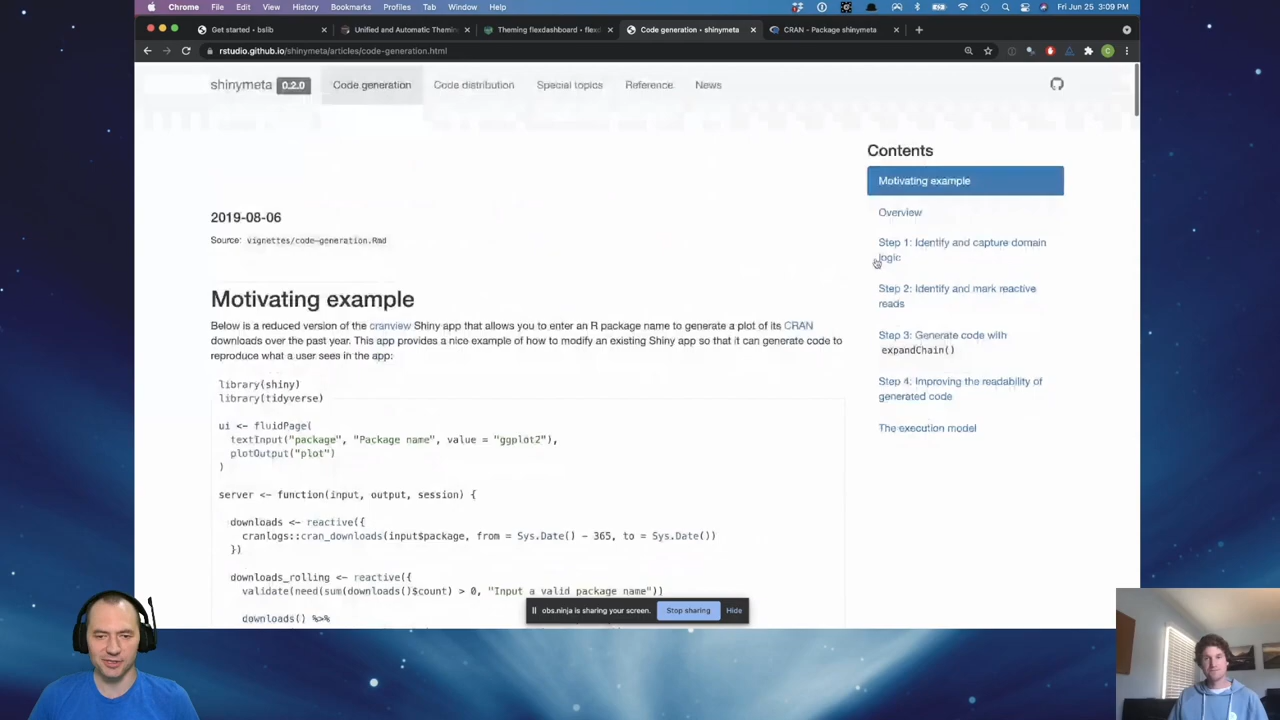 Chrome File Edit View History Bookmarks Profiles Tab Window Help Fri Jun 25 3:09 PM
Get started • bslib Unified and Automatic Theming Theming flexdashboard • flexd Code generation • shinymeta CRAN - Package shinymeta
rstudio.github.io/shinymeta/articles/code-generation.html
shinymeta 0.2.0 Code generation Code distribution Special topics Reference News
Contents
Motivating example
Overview
Step 1: Identify and capture domain
logic
Step 2: Identify and mark reactive
reads
Step 3: Generate code with
expandChain()
Step 4: Improving the readability of
generated code
The execution model
2019-08-06
Source: vignettes/code-generation.Rmd
Motivating example
Below is a reduced version of the cranview Shiny app that allows you to enter an R package name to generate a plot of its CRAN
downloads over the past year. This app provides a nice example of how to modify an existing Shiny app so that it can generate code to
reproduce what a user sees in the app:
library(shiny)
library(tidyverse)
ui <- fluidPage(
textInput("package", "Package name", value = "ggplot2"),
plotOutput("plot")
)
server <- function(input, output, session) {
downloads <- reactive({
cranlogs::cran_downloads(input$package, from = Sys.Date() - 365, to = Sys.Date())
})
downloads_rolling <- reactive({
validate(need(sum(downloads()$count) > 0, "Input a valid package name"))
downloads() %>%
obs.ninja is sharing your screen. Stop sharing Hide